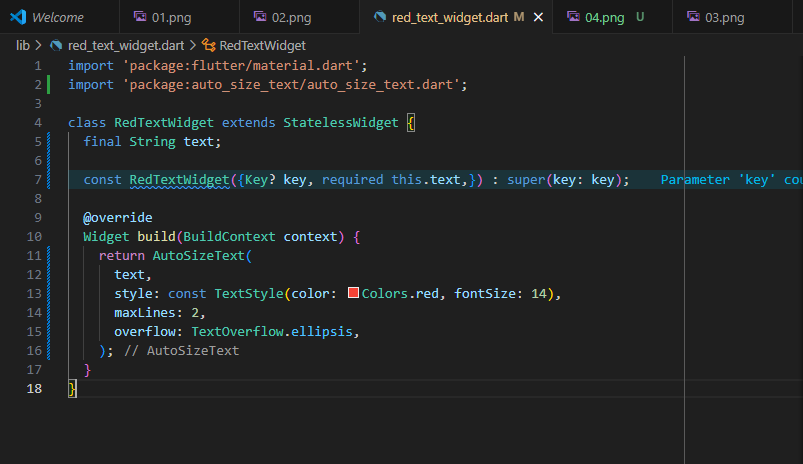 Welcome 01.png 02.png red_text_widget.dart M 04.png U 03.png
lib > red_text_widget.dart > RedTextWidget
1 import 'package:flutter/material.dart';
2 import 'package:auto_size_text/auto_size_text.dart';
3
4 class RedTextWidget extends StatelessWidget {
5 final String text;
6
7 const RedTextWidget({Key? key, required this.text,}) : super(key: key); Parameter 'key' cou
8
9 @override
10 Widget build(BuildContext context) {
11 return AutoSizeText(
12 text,
13 style: const TextStyle(color: Colors.red, fontSize: 14),
14 maxLines: 2,
15 overflow: TextOverflow.ellipsis,
16 ); // AutoSizeText
17 }
18 }